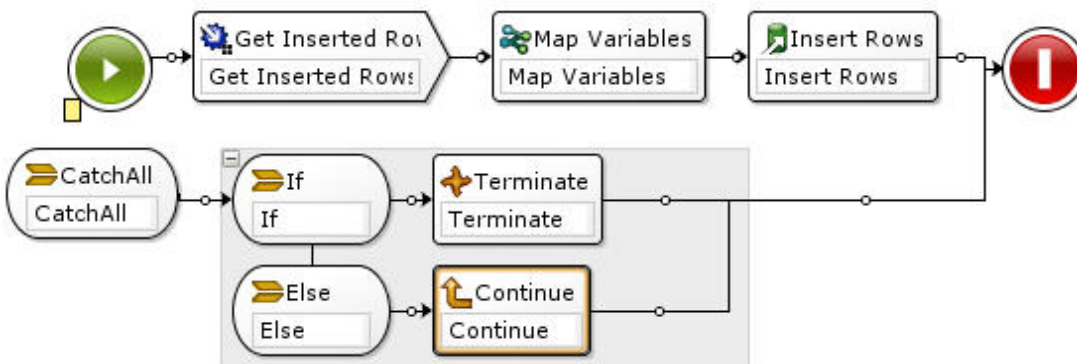 Get Inserted Rov
Get Inserted Rows
Map Variables
Map Variables
Insert Rows
Insert Rows
CatchAll
CatchAll
If
If
Terminate
Terminate
Else
Else
Continue
Continue